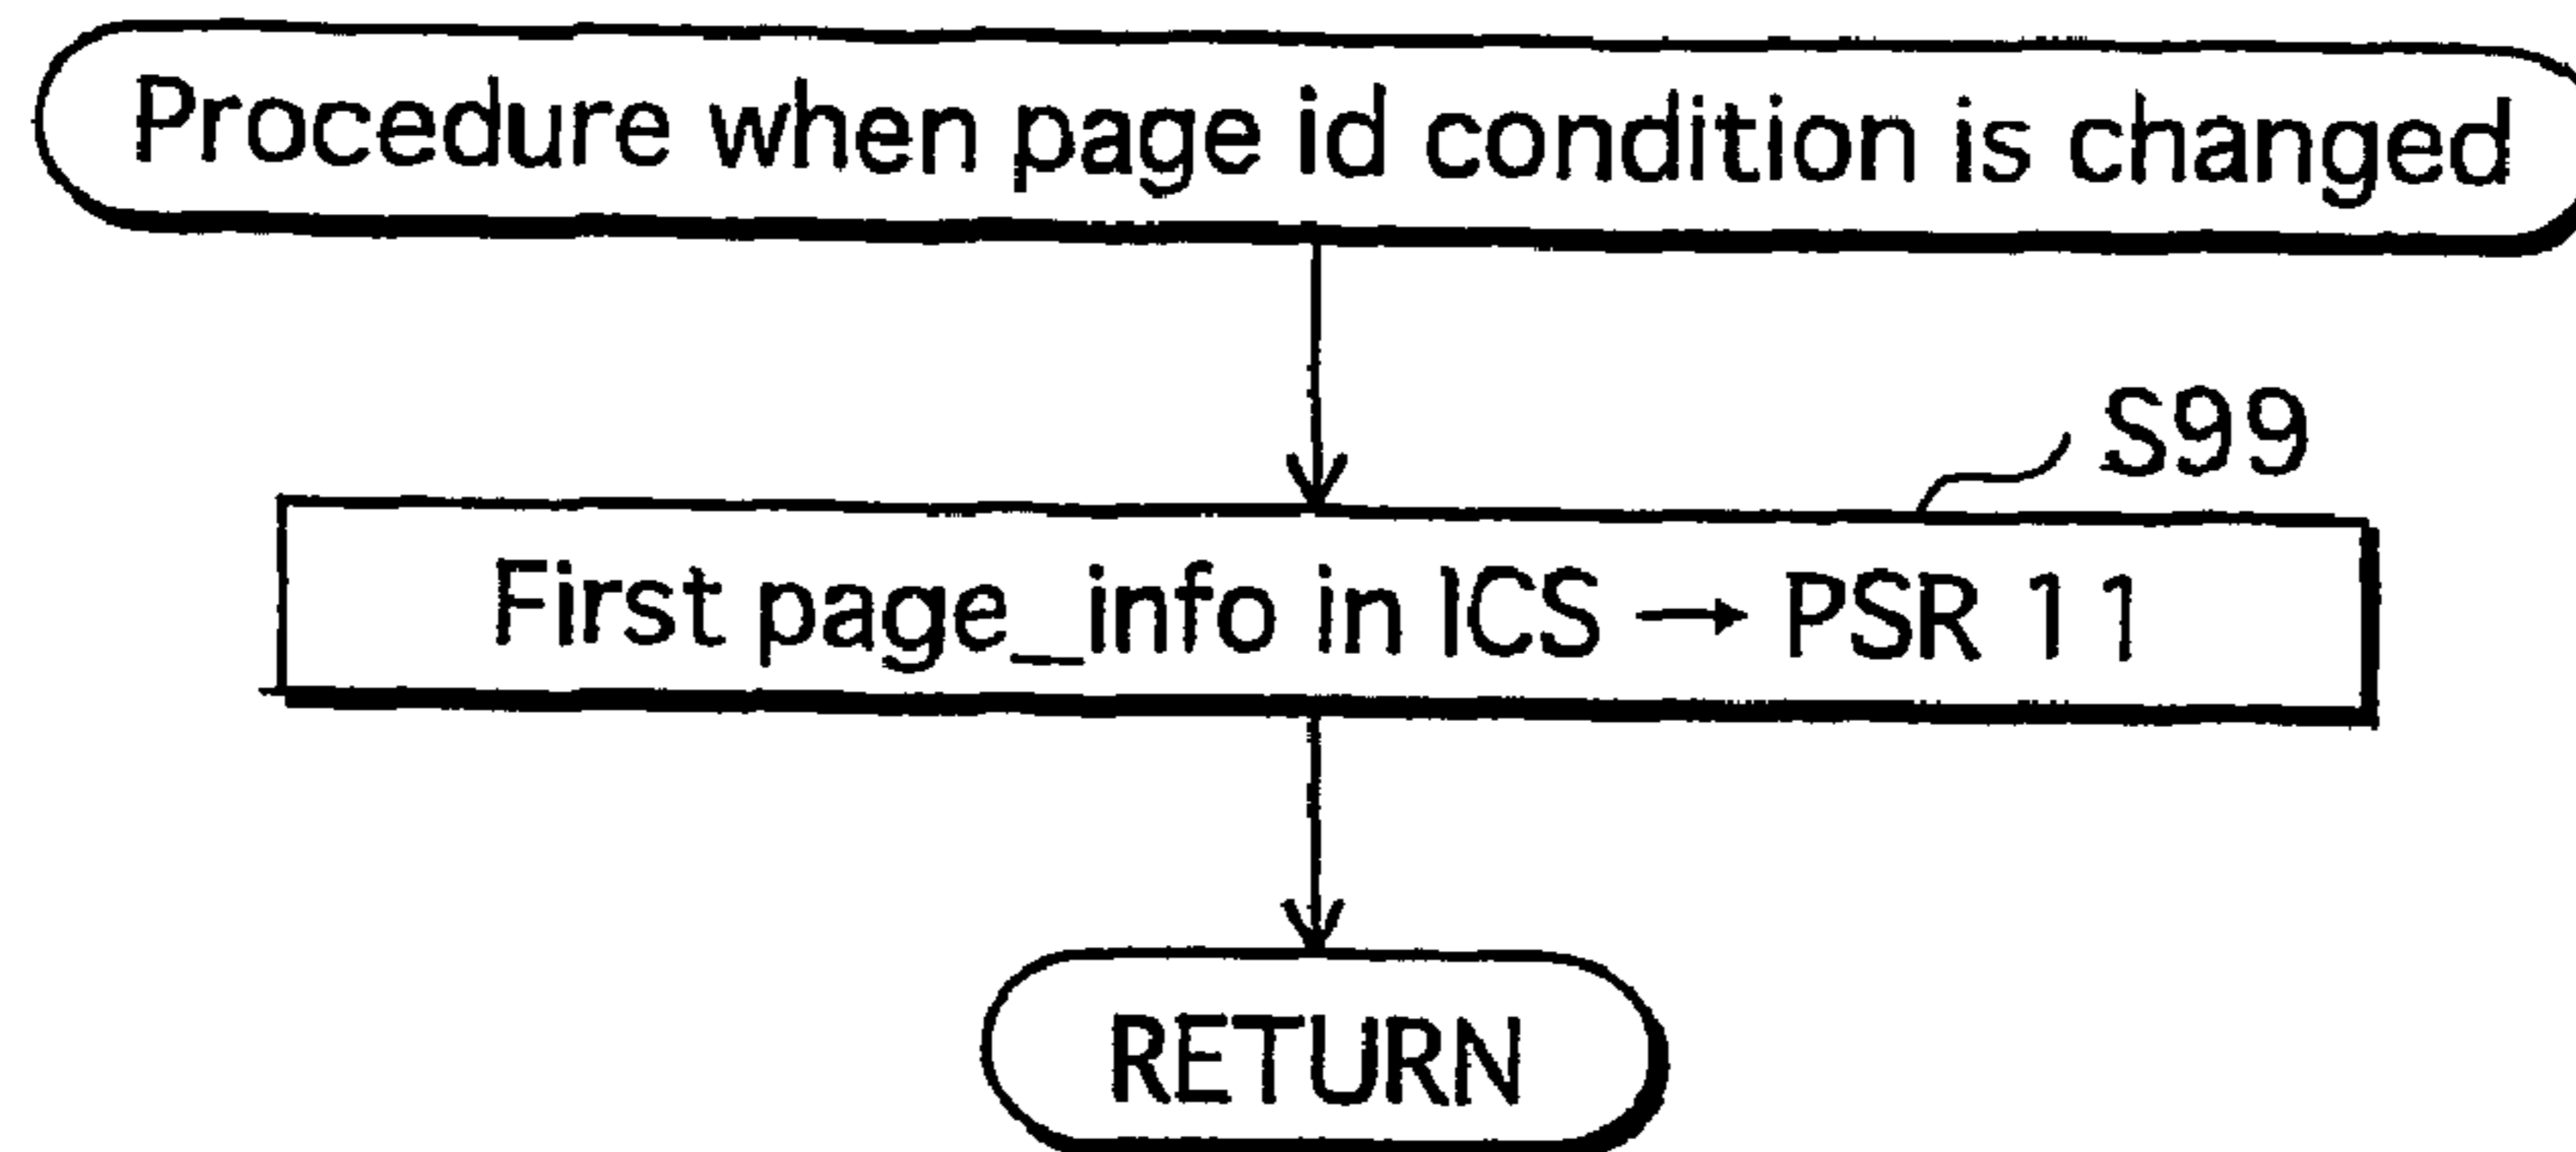 Procedure when page id condition is changed
S99
First page_info in ICS → PSR 11
RETURN